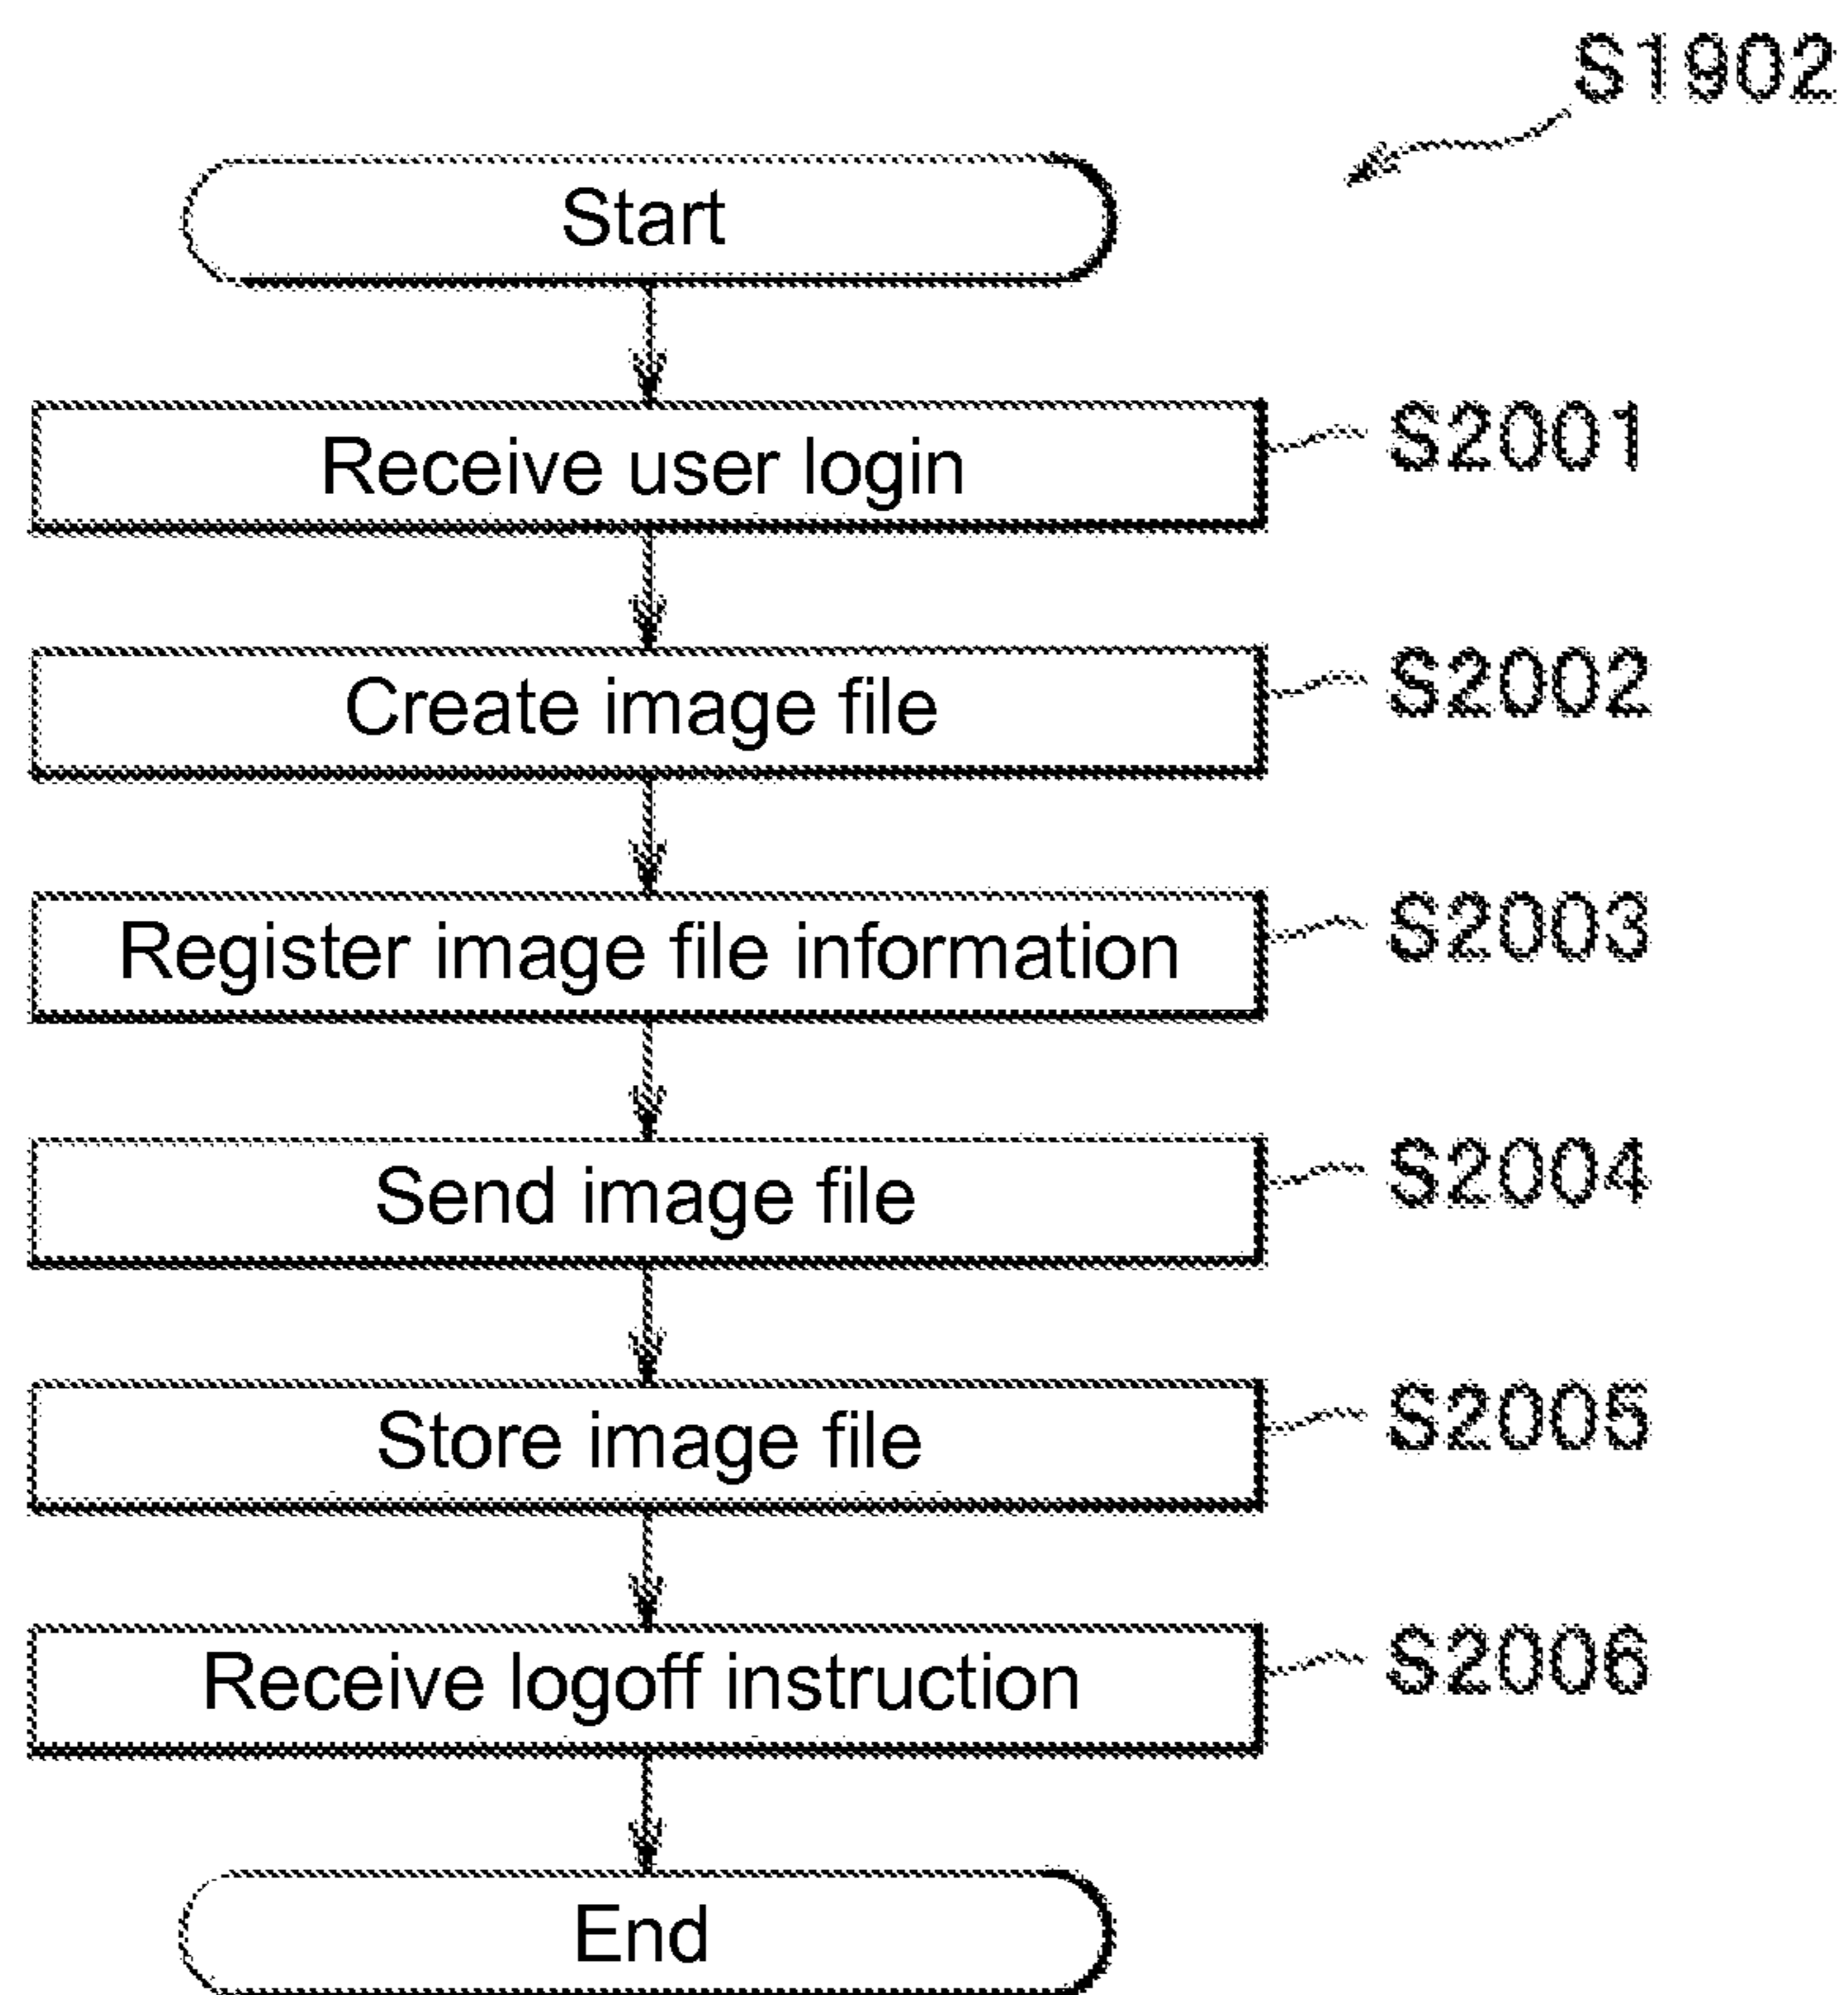 S1902
Start
Receive user login
S2001
Create image file
S2002
Register image file information
S2003
Send image file
S2004
Store image file
S2005
Receive logoff instruction
S2006
End